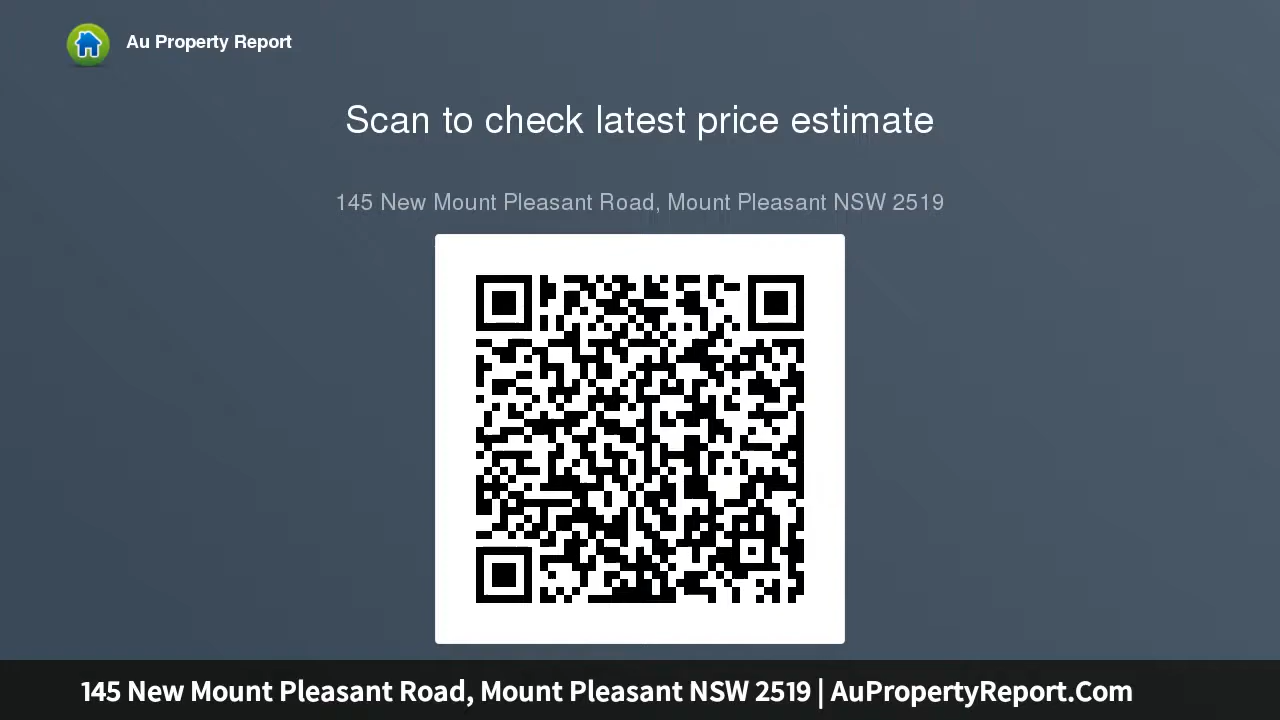 Au Property Report
Scan to check latest price estimate
145 New Mount Pleasant Road, Mount Pleasant NSW 2519
145 New Mount Pleasant Road, Mount Pleasant NSW 2519 | AuPropertyReport.Com